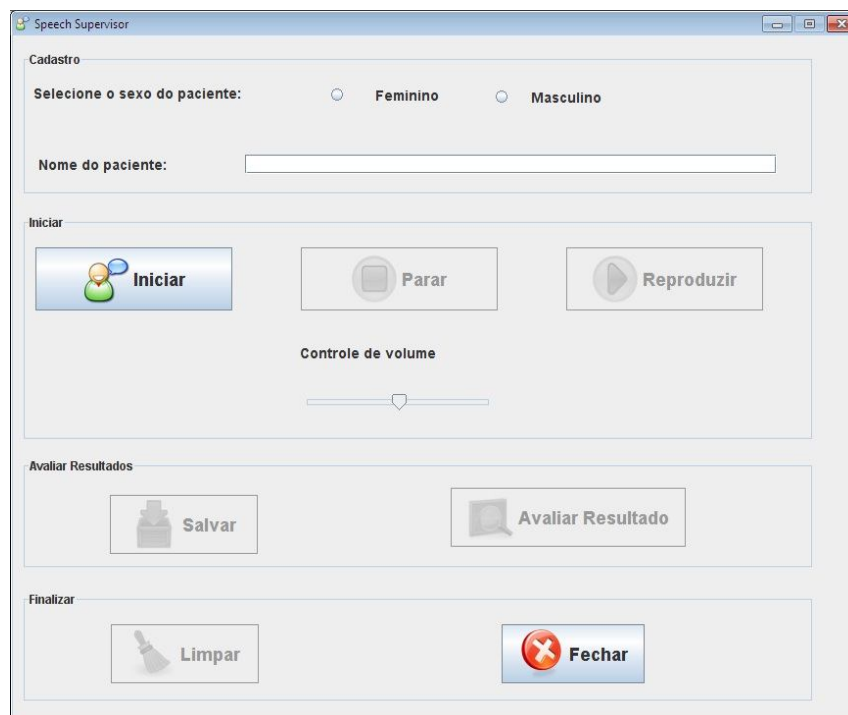 Speech Supervisor
Cadastro
Selecione o sexo do paciente: Feminino Masculino
Nome do paciente:
Iniciar
Iniciar Parar Reproduzir
Controle de volume
Avaliar Resultados
Salvar Avaliar Resultado
Finalizar
Limpar Fechar